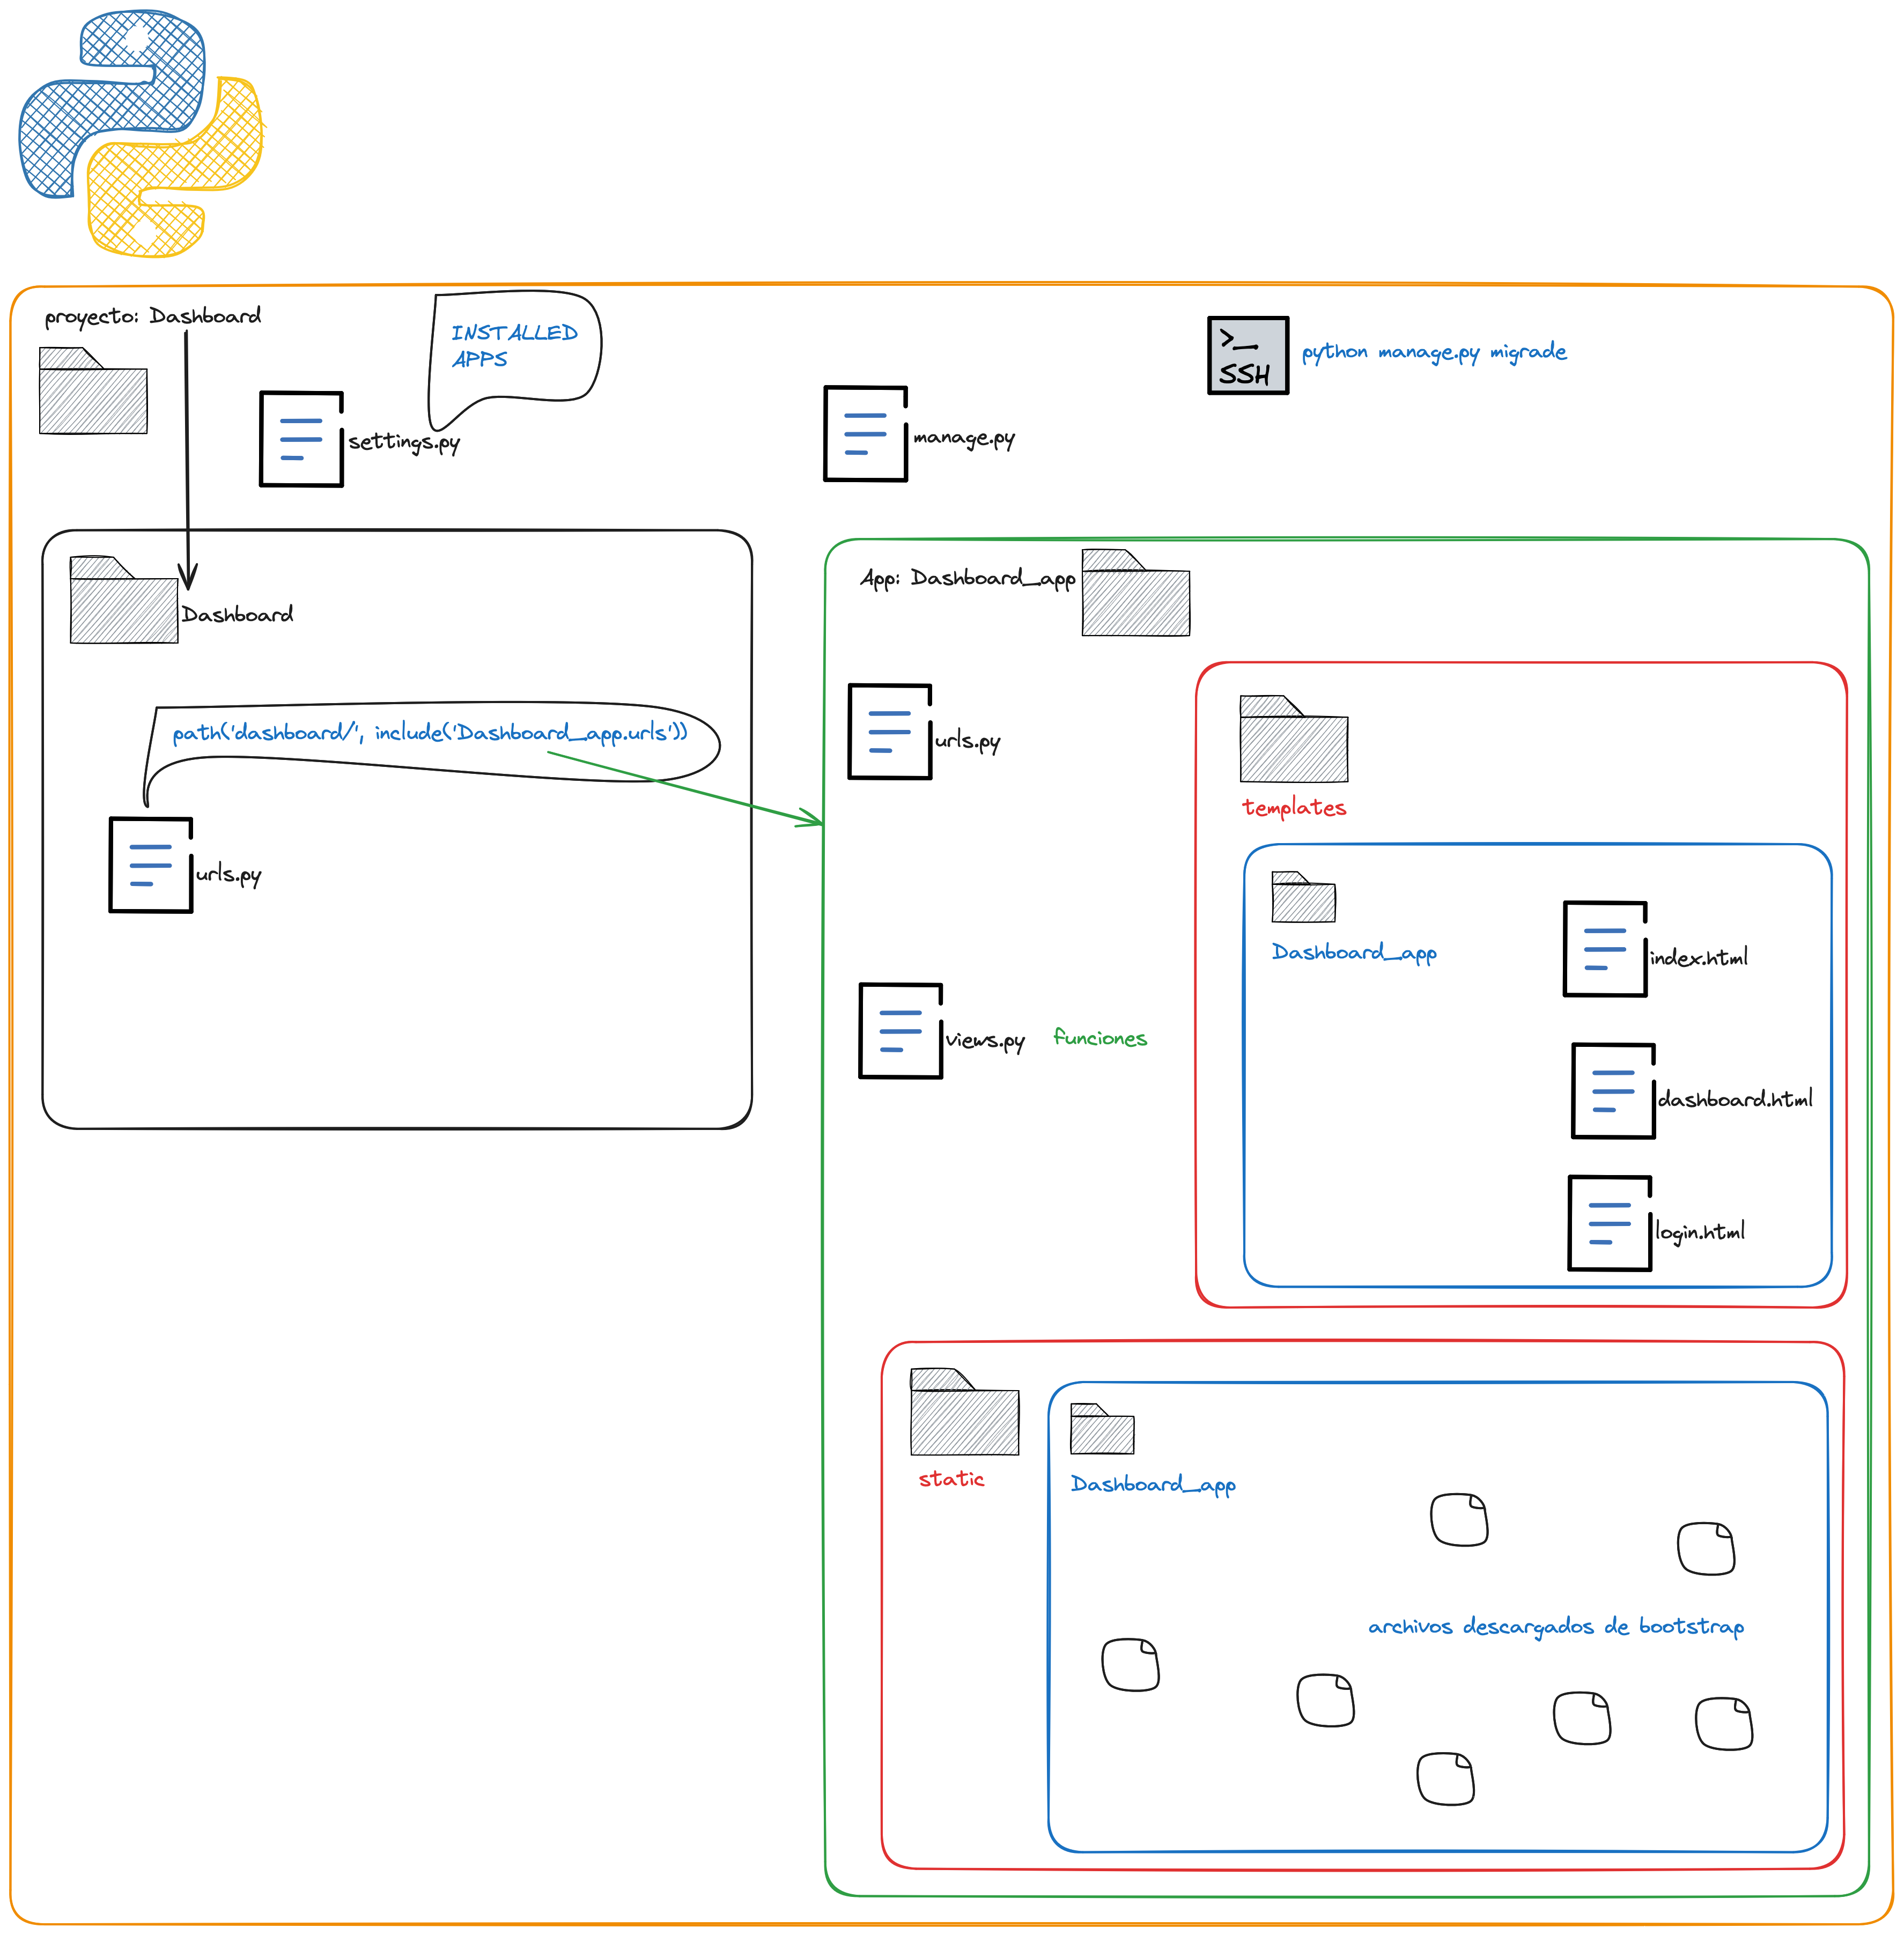 proyecto: Dashboard
INSTALLED
APPS
settings.py
manage.py
>_
SSH
python manage.py migrade
Dashboard
path('dashboard/', include('Dashboard_app.urls'))
urls.py
App: Dashboard_app
urls.py
views.py
funciones
templates
Dashboard_app
index.html
dashboard.html
login.html
static
Dashboard_app
archivos descargados de bootstrap